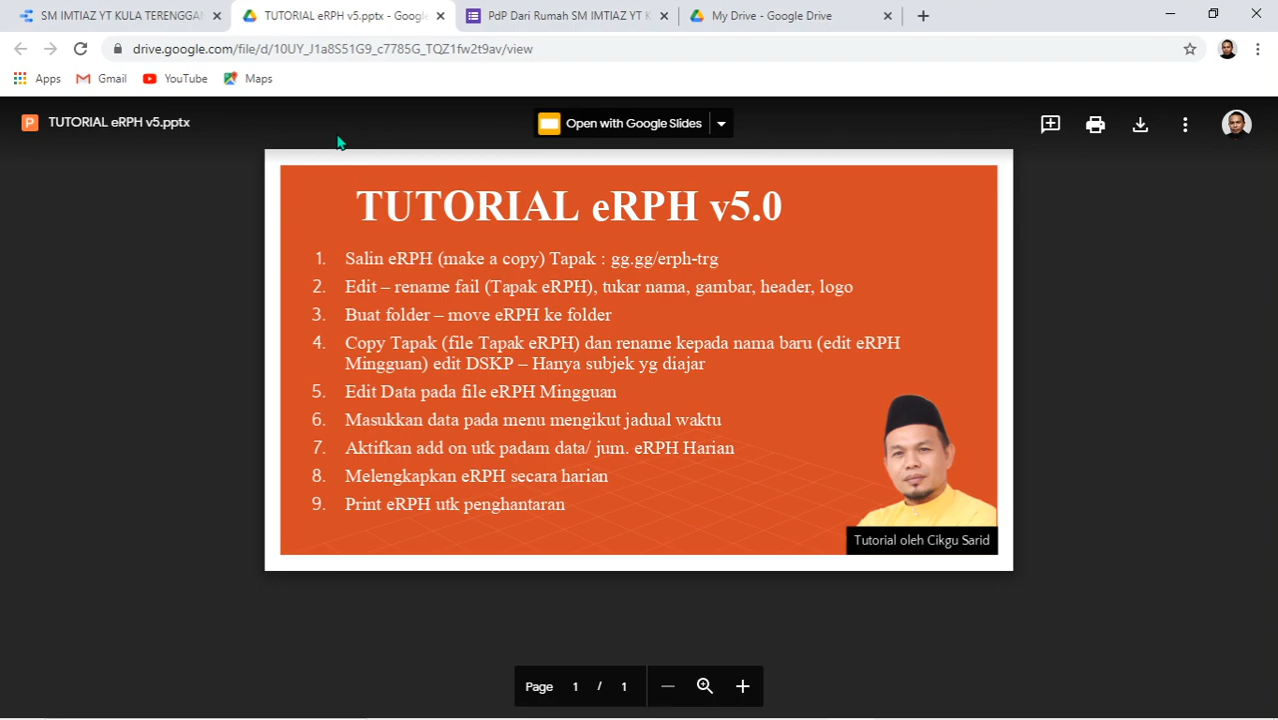 SM IMTIAZ YT KULA TERENGGAN
TUTORIAL eRPH v5.pptx - Google
PdP Dari Rumah SM IMTIAZ YT K
My Drive - Google Drive
drive.google.com/file/d/10UY_J1a8S51G9_c7785G_TQZ1fw2t9av/view
Apps
Gmail
YouTube
Maps
P
TUTORIAL eRPH v5.pptx
Open with Google Slides
TUTORIAL eRPH v5.0
1. Salin eRPH (make a copy) Tapak : gg.gg/erph-trg
2. Edit – rename fail (Tapak eRPH), tukar nama, gambar, header, logo
3. Buat folder – move eRPH ke folder
4. Copy Tapak (file Tapak eRPH) dan rename kepada nama baru (edit eRPH
Mingguan) edit DSKP – Hanya subjek yg diajar
5. Edit Data pada file eRPH Mingguan
6. Masukkan data pada menu mengikut jadual waktu
7. Aktifkan add on utk padam data/ jum. eRPH Harian
8. Melengkapkan eRPH secara harian
9. Print eRPH utk penghantaran
Tutorial oleh Cikgu Sarid
Page 1 / 1